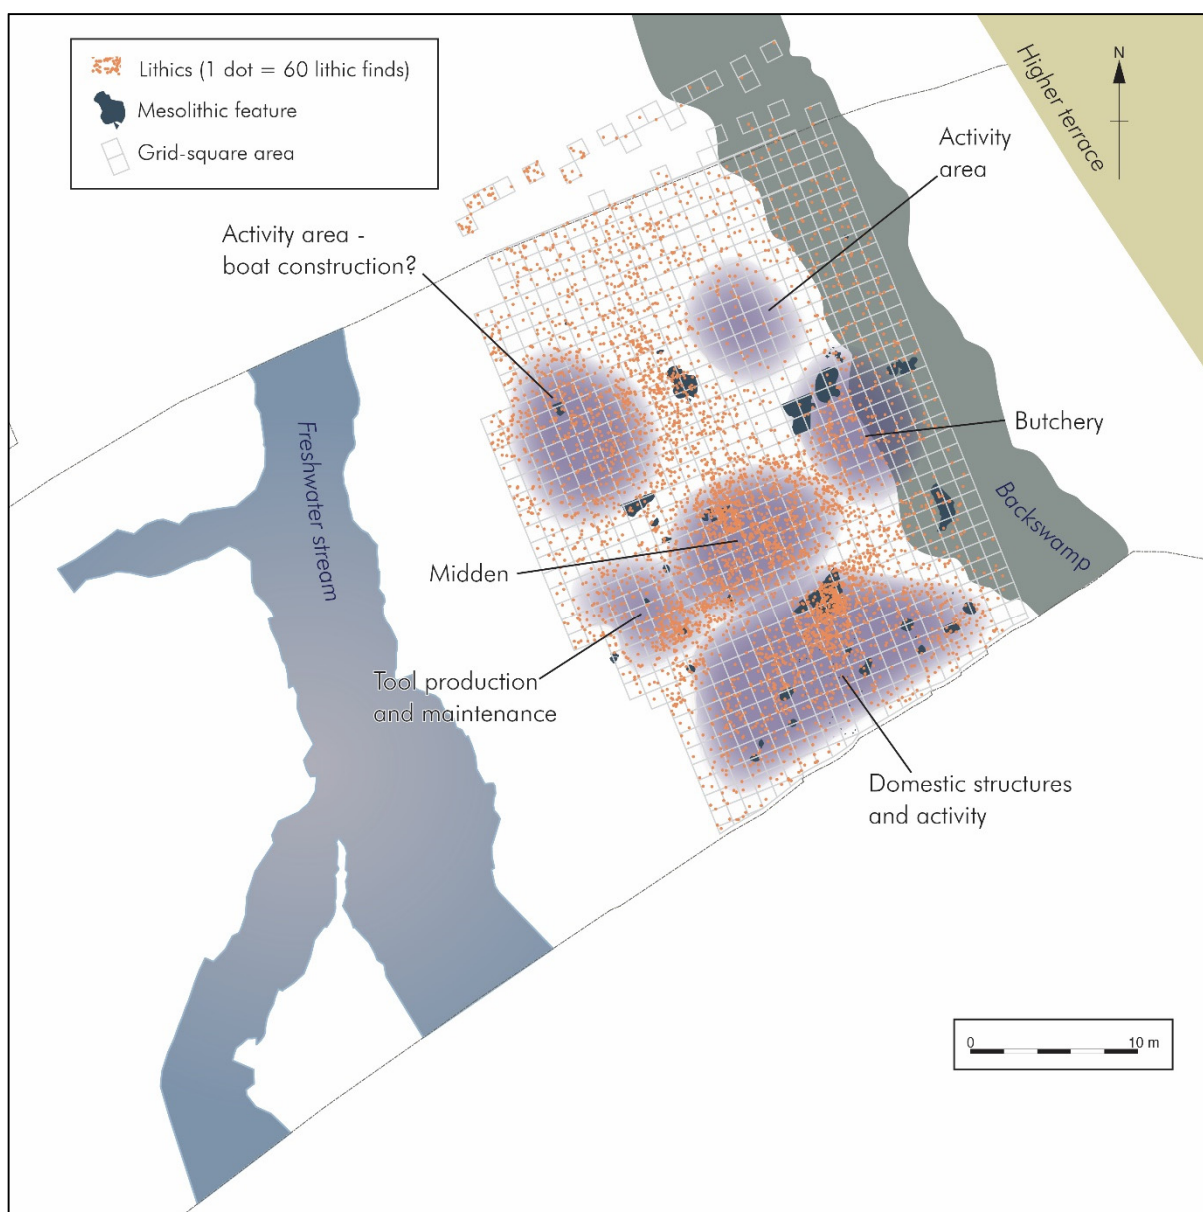 Lithics (1 dot = 60 lithic finds)
Mesolithic feature
Grid-square area
Higher terrace
N
Activity
area
Activity area -
boat construction?
Freshwater stream
Butchery
Backswamp
Midden
Tool production
and maintenance
Domestic structures
and activity
0
10 m